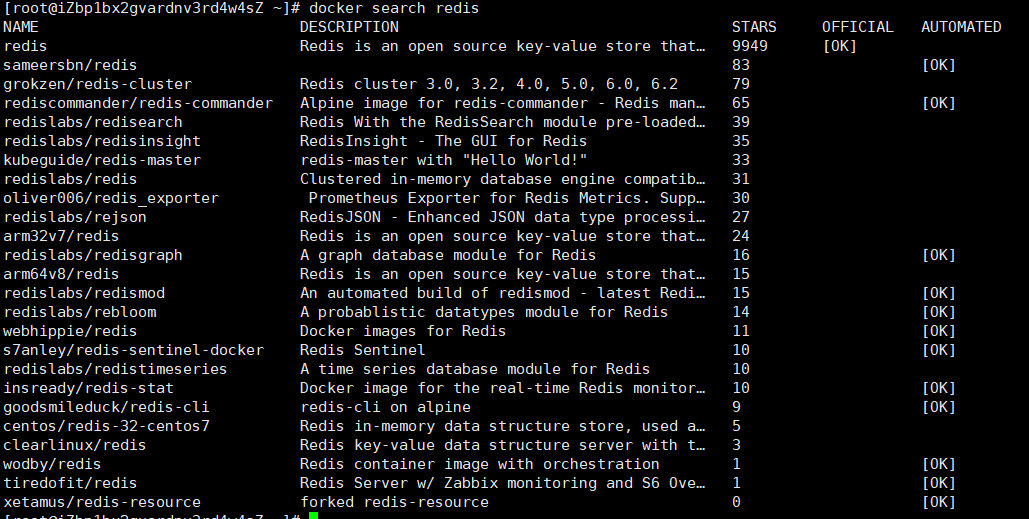 [root@iZbp1bx2gvardnv3rd4w4sZ ~]# docker search redis
NAME DESCRIPTION STARS OFFICIAL AUTOMATED
redis Redis is an open source key-value store that… 9949 [OK]
sameersbn/redis 83 [OK]
grokzen/redis-cluster Redis cluster 3.0, 3.2, 4.0, 5.0, 6.0, 6.2 79
rediscommander/redis-commander Alpine image for redis-commander - Redis man… 65 [OK]
redislabs/redisearch Redis With the RedisSearch module pre-loaded… 39
redislabs/redisinsight RedisInsight - The GUI for Redis 35
kubeguide/redis-master redis-master with "Hello World!" 33
redislabs/redis Clustered in-memory database engine compatib… 31
oliver006/redis_exporter Prometheus Exporter for Redis Metrics. Supp… 30
redislabs/rejson RedisJSON - Enhanced JSON data type processi… 27
arm32v7/redis Redis is an open source key-value store that… 24
redislabs/redisgraph A graph database module for Redis 16 [OK]
arm64v8/redis Redis is an open source key-value store that… 15
redislabs/redismod An automated build of redismod - latest Redi… 15 [OK]
redislabs/rebloom A probablistic datatypes module for Redis 14 [OK]
webhippie/redis Docker images for Redis 11 [OK]
s7anley/redis-sentinel-docker Redis Sentinel 10 [OK]
redislabs/redistimeseries A time series database module for Redis 10
insready/redis-stat Docker image for the real-time Redis monitor… 10 [OK]
goodsmileduck/redis-cli redis-cli on alpine 9 [OK]
centos/redis-32-centos7 Redis in-memory data structure store, used a… 5
clearlinux/redis Redis key-value data structure server with t… 3
wodby/redis Redis container image with orchestration 1 [OK]
tiredofit/redis Redis Server w/ Zabbix monitoring and S6 Ove… 1 [OK]
xetamus/redis-resource forked redis-resource 0 [OK]
[root@iZbp1bx2gvardnv3rd4w4sZ ~]#